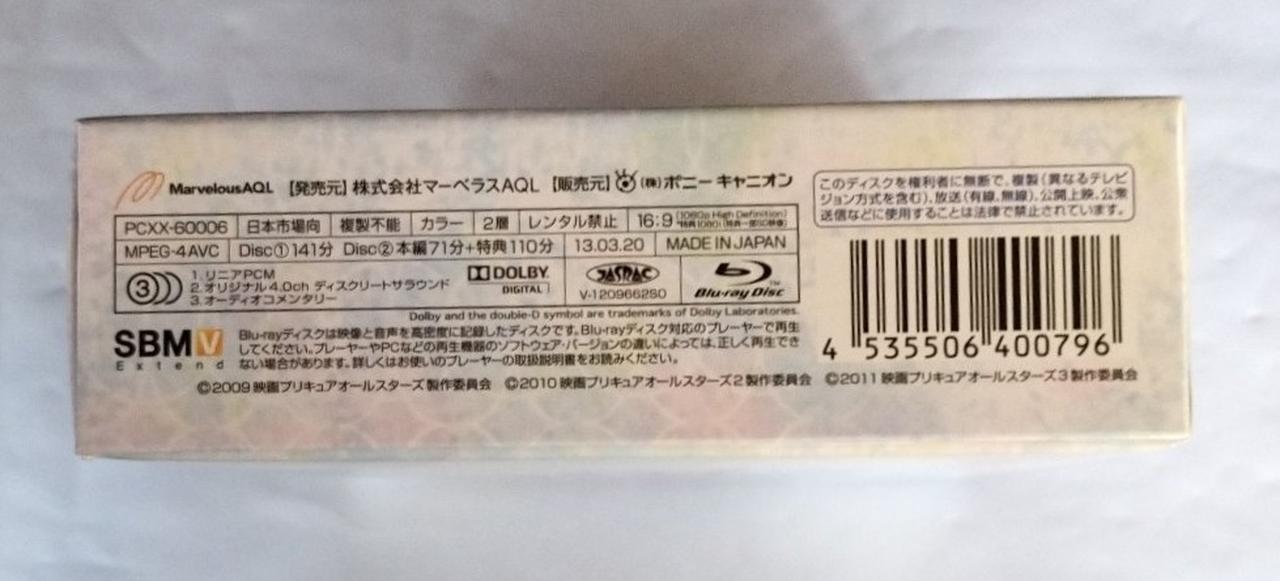 MarvelousAQL 【発売元】株式会社マーベラスAQL 【販売元】(株)ポニーキャニオン
PCXX-60006 日本市場向 複製不能 カラー 2層 レンタル禁止 16:9 (1080p High Definition)
MPEG-4 AVC Disc①141分 Disc②本編71分+特典110分 13.03.20 MADE IN JAPAN
3 1.リニアPCM
2.オリジナル4.0ch ディスクリートサラウンド
3.オーディオコメンタリー
DOLBY DIGITAL
JASRAC
V-1209662S0
Blu-ray Disc™
Dolby and the double-D symbol are trademarks of Dolby Laboratories.
SBMV
Extend
Blu-rayディスクは映像と音声を高密度に記録したディスクです。Blu-rayディスク対応のプレーヤーで再生
してください。プレーヤーやPCなどの再生機器のソフトウェア・バージョンの違いによっては、正しく再生でき
ない場合があります。詳しくはお使いのプレーヤーの取扱説明書をお読みください。
©2009 映画プリキュアオールスターズ製作委員会 ©2010 映画プリキュアオールスターズ2製作委員会 ©2011 映画プリキュアオールスターズ3製作委員会
このディスクを権利者に無断で、複製(異なるテレビ
ジョン方式を含む)、放送(有線、無線)、公開上映、公衆
送信などに使用することは法律で禁止されています。
4 535506 400796